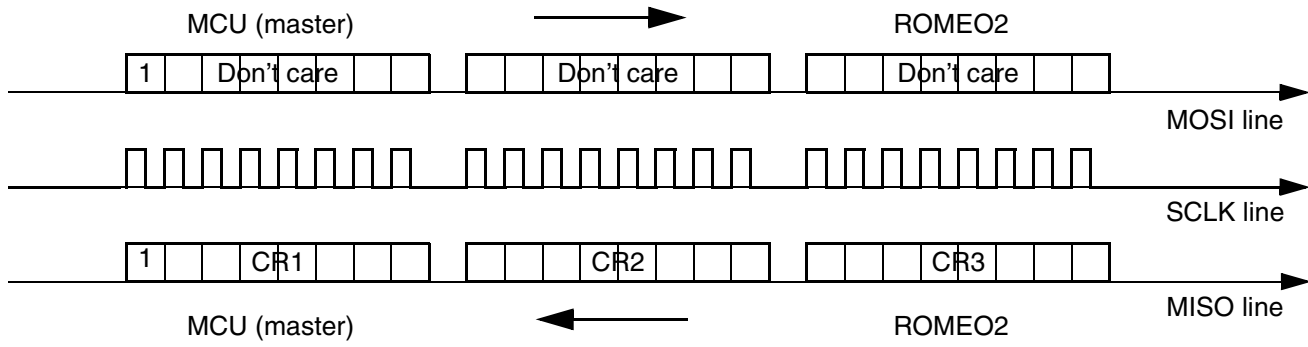 MCU (master) ROMEO2
1 Don't care Don't care Don't care
MOSI line
SCLK line
1 CR1 CR2 CR3
MISO line
MCU (master) ROMEO2